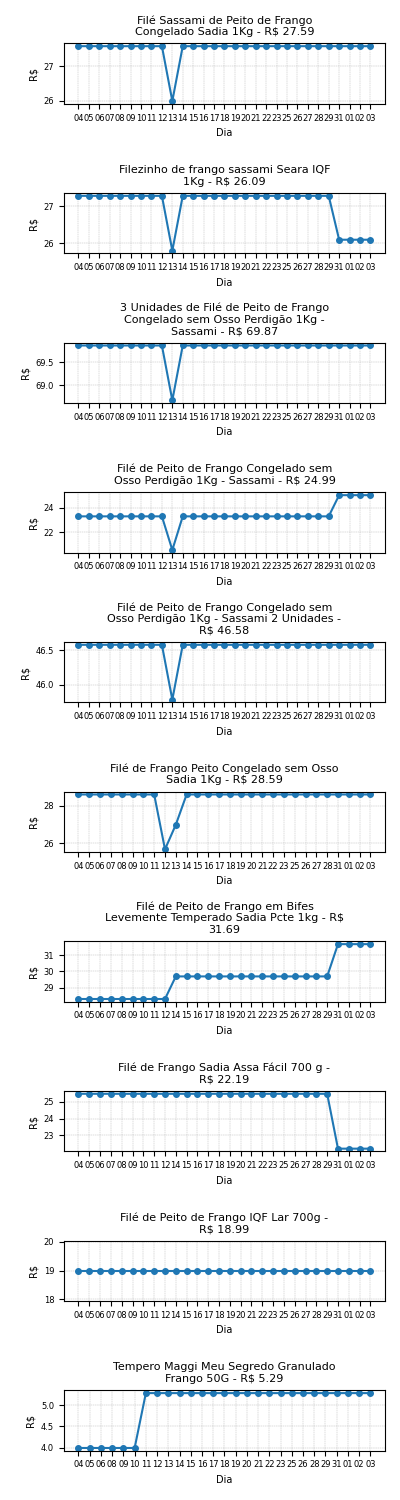 Filé Sassami de Peito de Frango
Congelado Sadia 1Kg - R$ 27.59
R$
27
26
04 05 06 07 08 09 10 11 12 13 14 15 16 17 18 19 20 21 22 23 25 26 27 28 29 31 01 02 03
Dia
Filezinho de frango sassami Seara IQF
1Kg - R$ 26.09
R$
27
26
04 05 06 07 08 09 10 11 12 13 14 15 16 17 18 19 20 21 22 23 25 26 27 28 29 31 01 02 03
Dia
3 Unidades de Filé de Peito de Frango
Congelado sem Osso Perdigão 1Kg -
Sassami - R$ 69.87
R$
69.5
69.0
04 05 06 07 08 09 10 11 12 13 14 15 16 17 18 19 20 21 22 23 25 26 27 28 29 31 01 02 03
Dia
Filé de Peito de Frango Congelado sem
Osso Perdigão 1Kg - Sassami - R$ 24.99
R$
24
22
04 05 06 07 08 09 10 11 12 13 14 15 16 17 18 19 20 21 22 23 25 26 27 28 29 31 01 02 03
Dia
Filé de Peito de Frango Congelado sem
Osso Perdigão 1Kg - Sassami 2 Unidades -
R$ 46.58
R$
46.5
46.0
04 05 06 07 08 09 10 11 12 13 14 15 16 17 18 19 20 21 22 23 25 26 27 28 29 31 01 02 03
Dia
Filé de Frango Peito Congelado sem Osso
Sadia 1Kg - R$ 28.59
R$
28
26
04 05 06 07 08 09 10 11 12 14 15 16 17 18 19 20 21 22 23 25 26 27 28 29 31 01 02 03
Dia
Filé de Peito de Frango em Bifes
Levemente Temperado Sadia Pcte 1kg - R$
31.69
R$
31
30
29
04 05 06 07 08 09 10 11 12 14 15 16 17 18 19 20 21 22 23 25 26 27 28 29 31 01 02 03
Dia
Filé de Frango Sadia Assa Fácil 700 g -
R$ 22.19
R$
25
24
23
04 05 06 07 08 09 10 11 12 14 15 16 17 18 19 20 21 22 23 25 26 27 28 29 31 01 02 03
Dia
Filé de Peito de Frango IQF Lar 700g -
R$ 18.99
R$
20
19
18
04 05 06 07 08 09 10 11 12 14 15 16 17 18 19 20 21 22 23 25 26 27 28 29 31 01 02 03
Dia
Tempero Maggi Meu Segredo Granulado
Frango 50G - R$ 5.29
R$
5.0
4.5
4.0
04 05 06 07 08 10 11 12 13 14 15 16 17 18 19 20 21 22 23 25 26 27 28 29 31 01 02 03
Dia